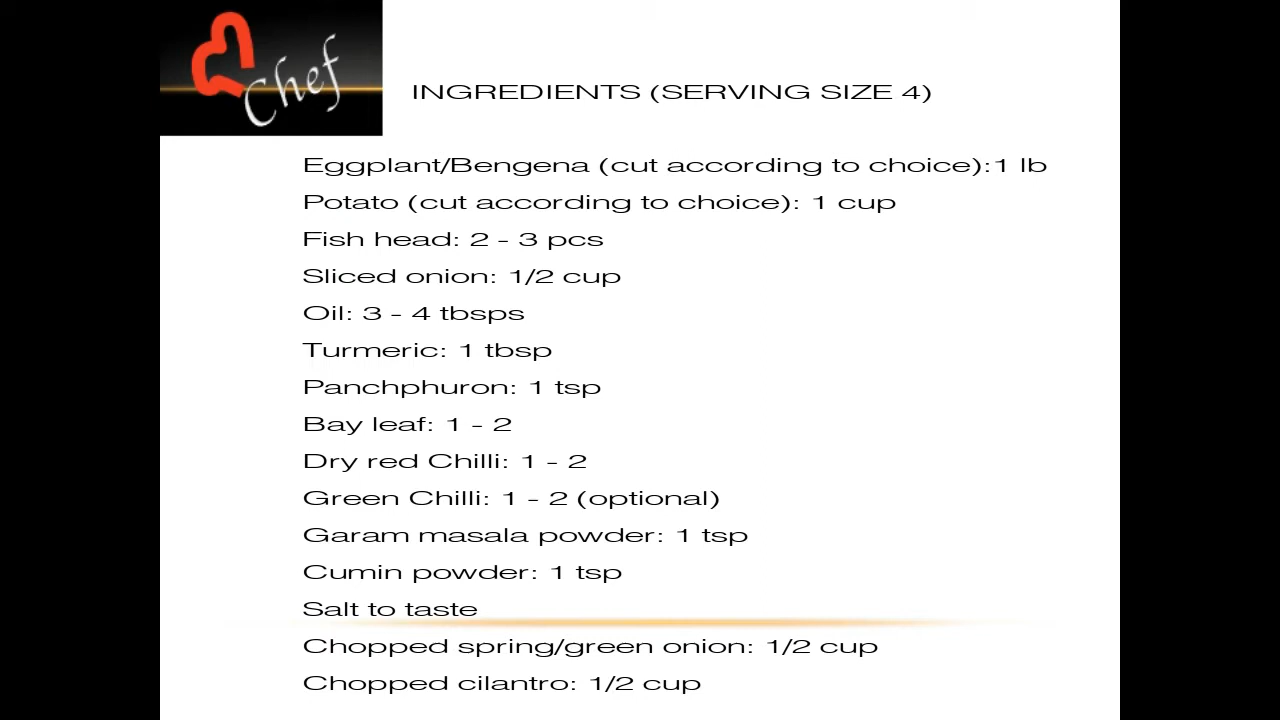 Chef
INGREDIENTS (SERVING SIZE 4)
Eggplant/Bengena (cut according to choice):1 lb
Potato (cut according to choice): 1 cup
Fish head: 2 - 3 pcs
Sliced onion: 1/2 cup
Oil: 3 - 4 tbsps
Turmeric: 1 tbsp
Panchphuron: 1 tsp
Bay leaf: 1 - 2
Dry red Chilli: 1 - 2
Green Chilli: 1 - 2 (optional)
Garam masala powder: 1 tsp
Cumin powder: 1 tsp
Salt to taste
Chopped spring/green onion: 1/2 cup
Chopped cilantro: 1/2 cup